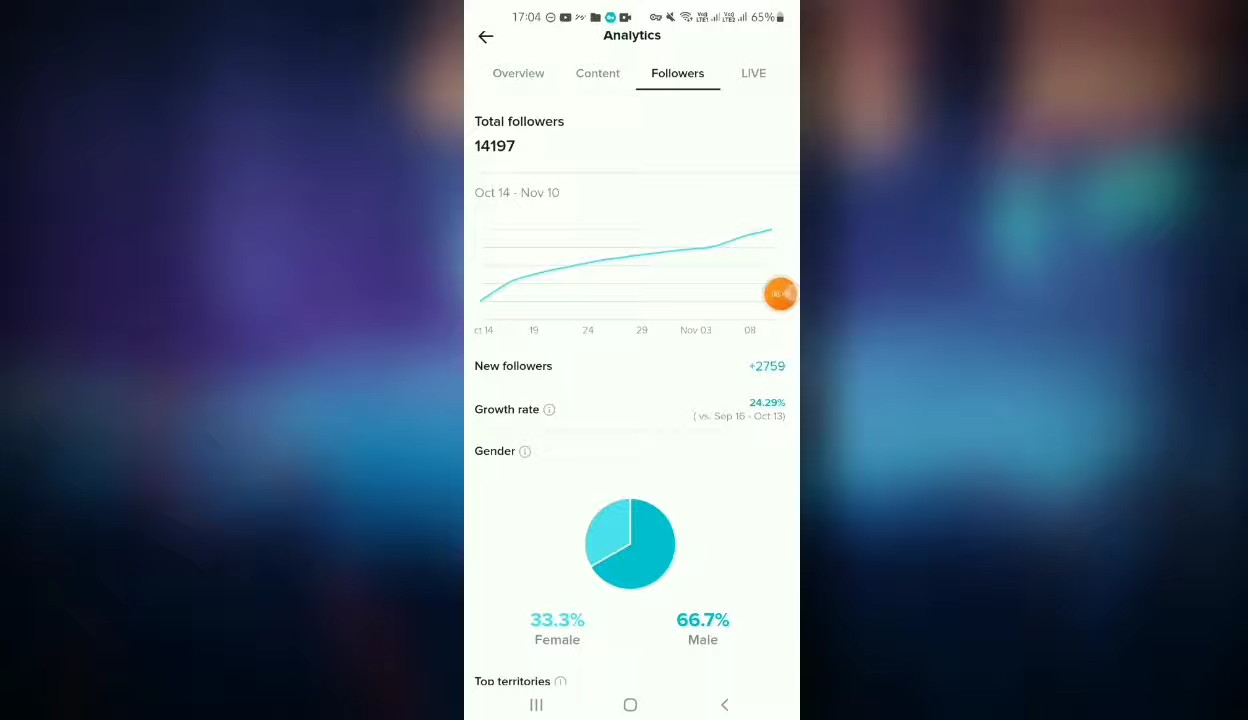 17:04 65%
Analytics
Overview Content Followers LIVE
Total followers
14197
Oct 14 - Nov 10
ct 14 19 24 29 Nov 03 08
New followers +2759
Growth rate 24.29%
( vs. Sep 16 - Oct 13)
Gender
33.3% 66.7%
Female Male
Top territories